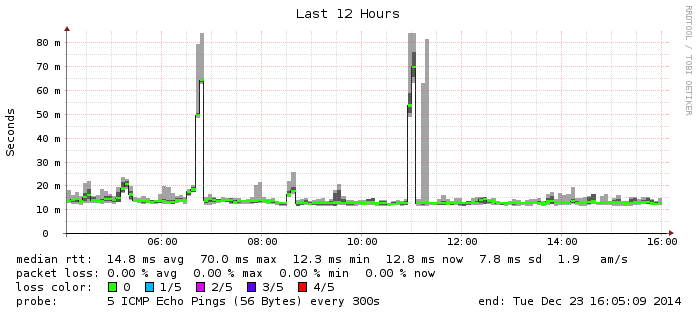 Last 12 Hours
RRDTOOL / TOBI OETIKER
Seconds
80 m
70 m
60 m
50 m
40 m
30 m
20 m
10 m
0
06:00 08:00 10:00 12:00 14:00 16:00
median rtt: 14.8 ms avg 70.0 ms max 12.3 ms min 12.8 ms now 7.8 ms sd 1.9 am/s
packet loss: 0.00 % avg 0.00 % max 0.00 % min 0.00 % now
loss color: 0 1/5 2/5 3/5 4/5
probe: 5 ICMP Echo Pings (56 Bytes) every 300s end: Tue Dec 23 16:05:09 2014